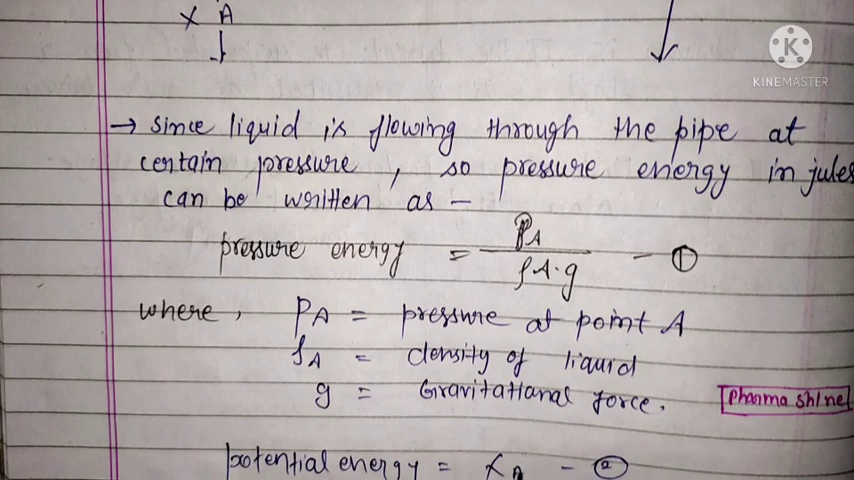 X A
K
KINEMASTER
→ since liquid is flowing through the pipe at
certain pressure, so pressure energy in jules
can be written as -
pressure energy = PA / ρA.g - ①
where, PA = pressure at point A
ρA = density of liquid
g = Gravitational force.
pharma shine
potential energy = XA - ②